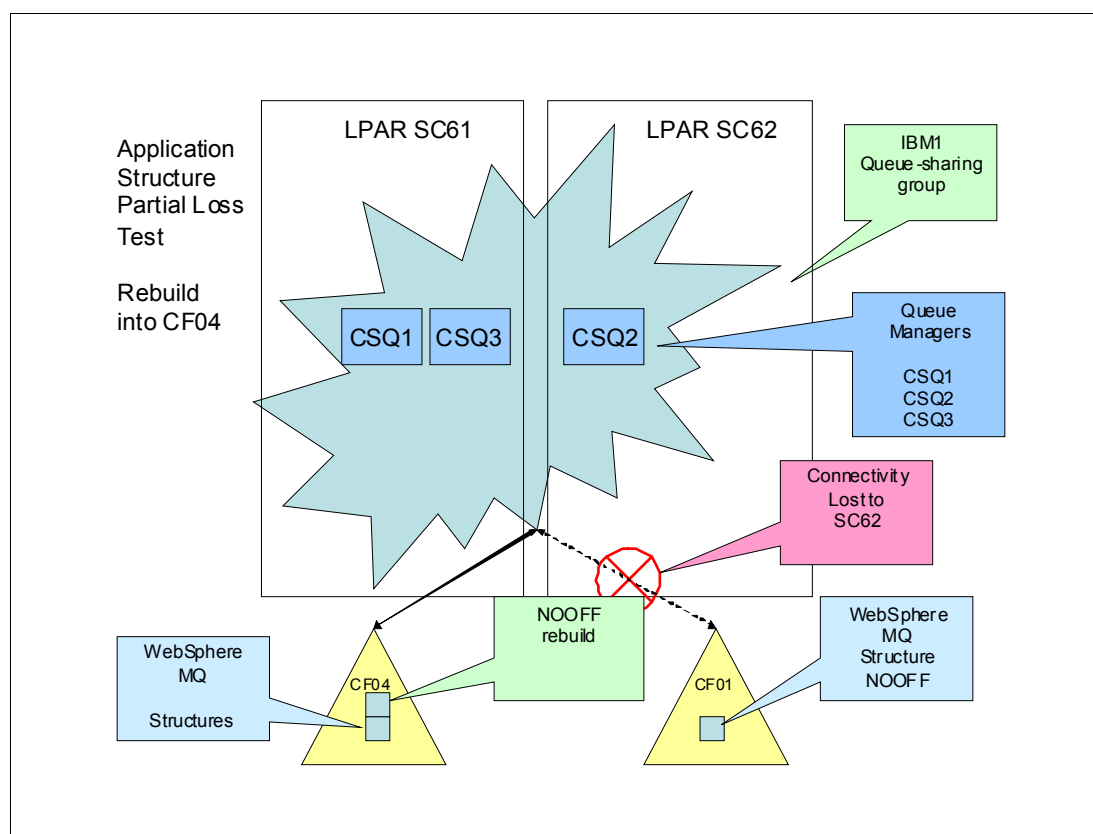 Application
Structure
Partial Loss
Test
Rebuild
into CF04
LPAR SC61
LPAR SC62
IBM1
Queue-sharing
group
CSQ1
CSQ3
CSQ2
Queue
Managers
CSQ1
CSQ2
CSQ3
Connectivity
Lost to
SC62
NOOFF
rebuild
WebSphere
MQ
Structures
CF04
CF01
WebSphere
MQ
Structure
NOOFF